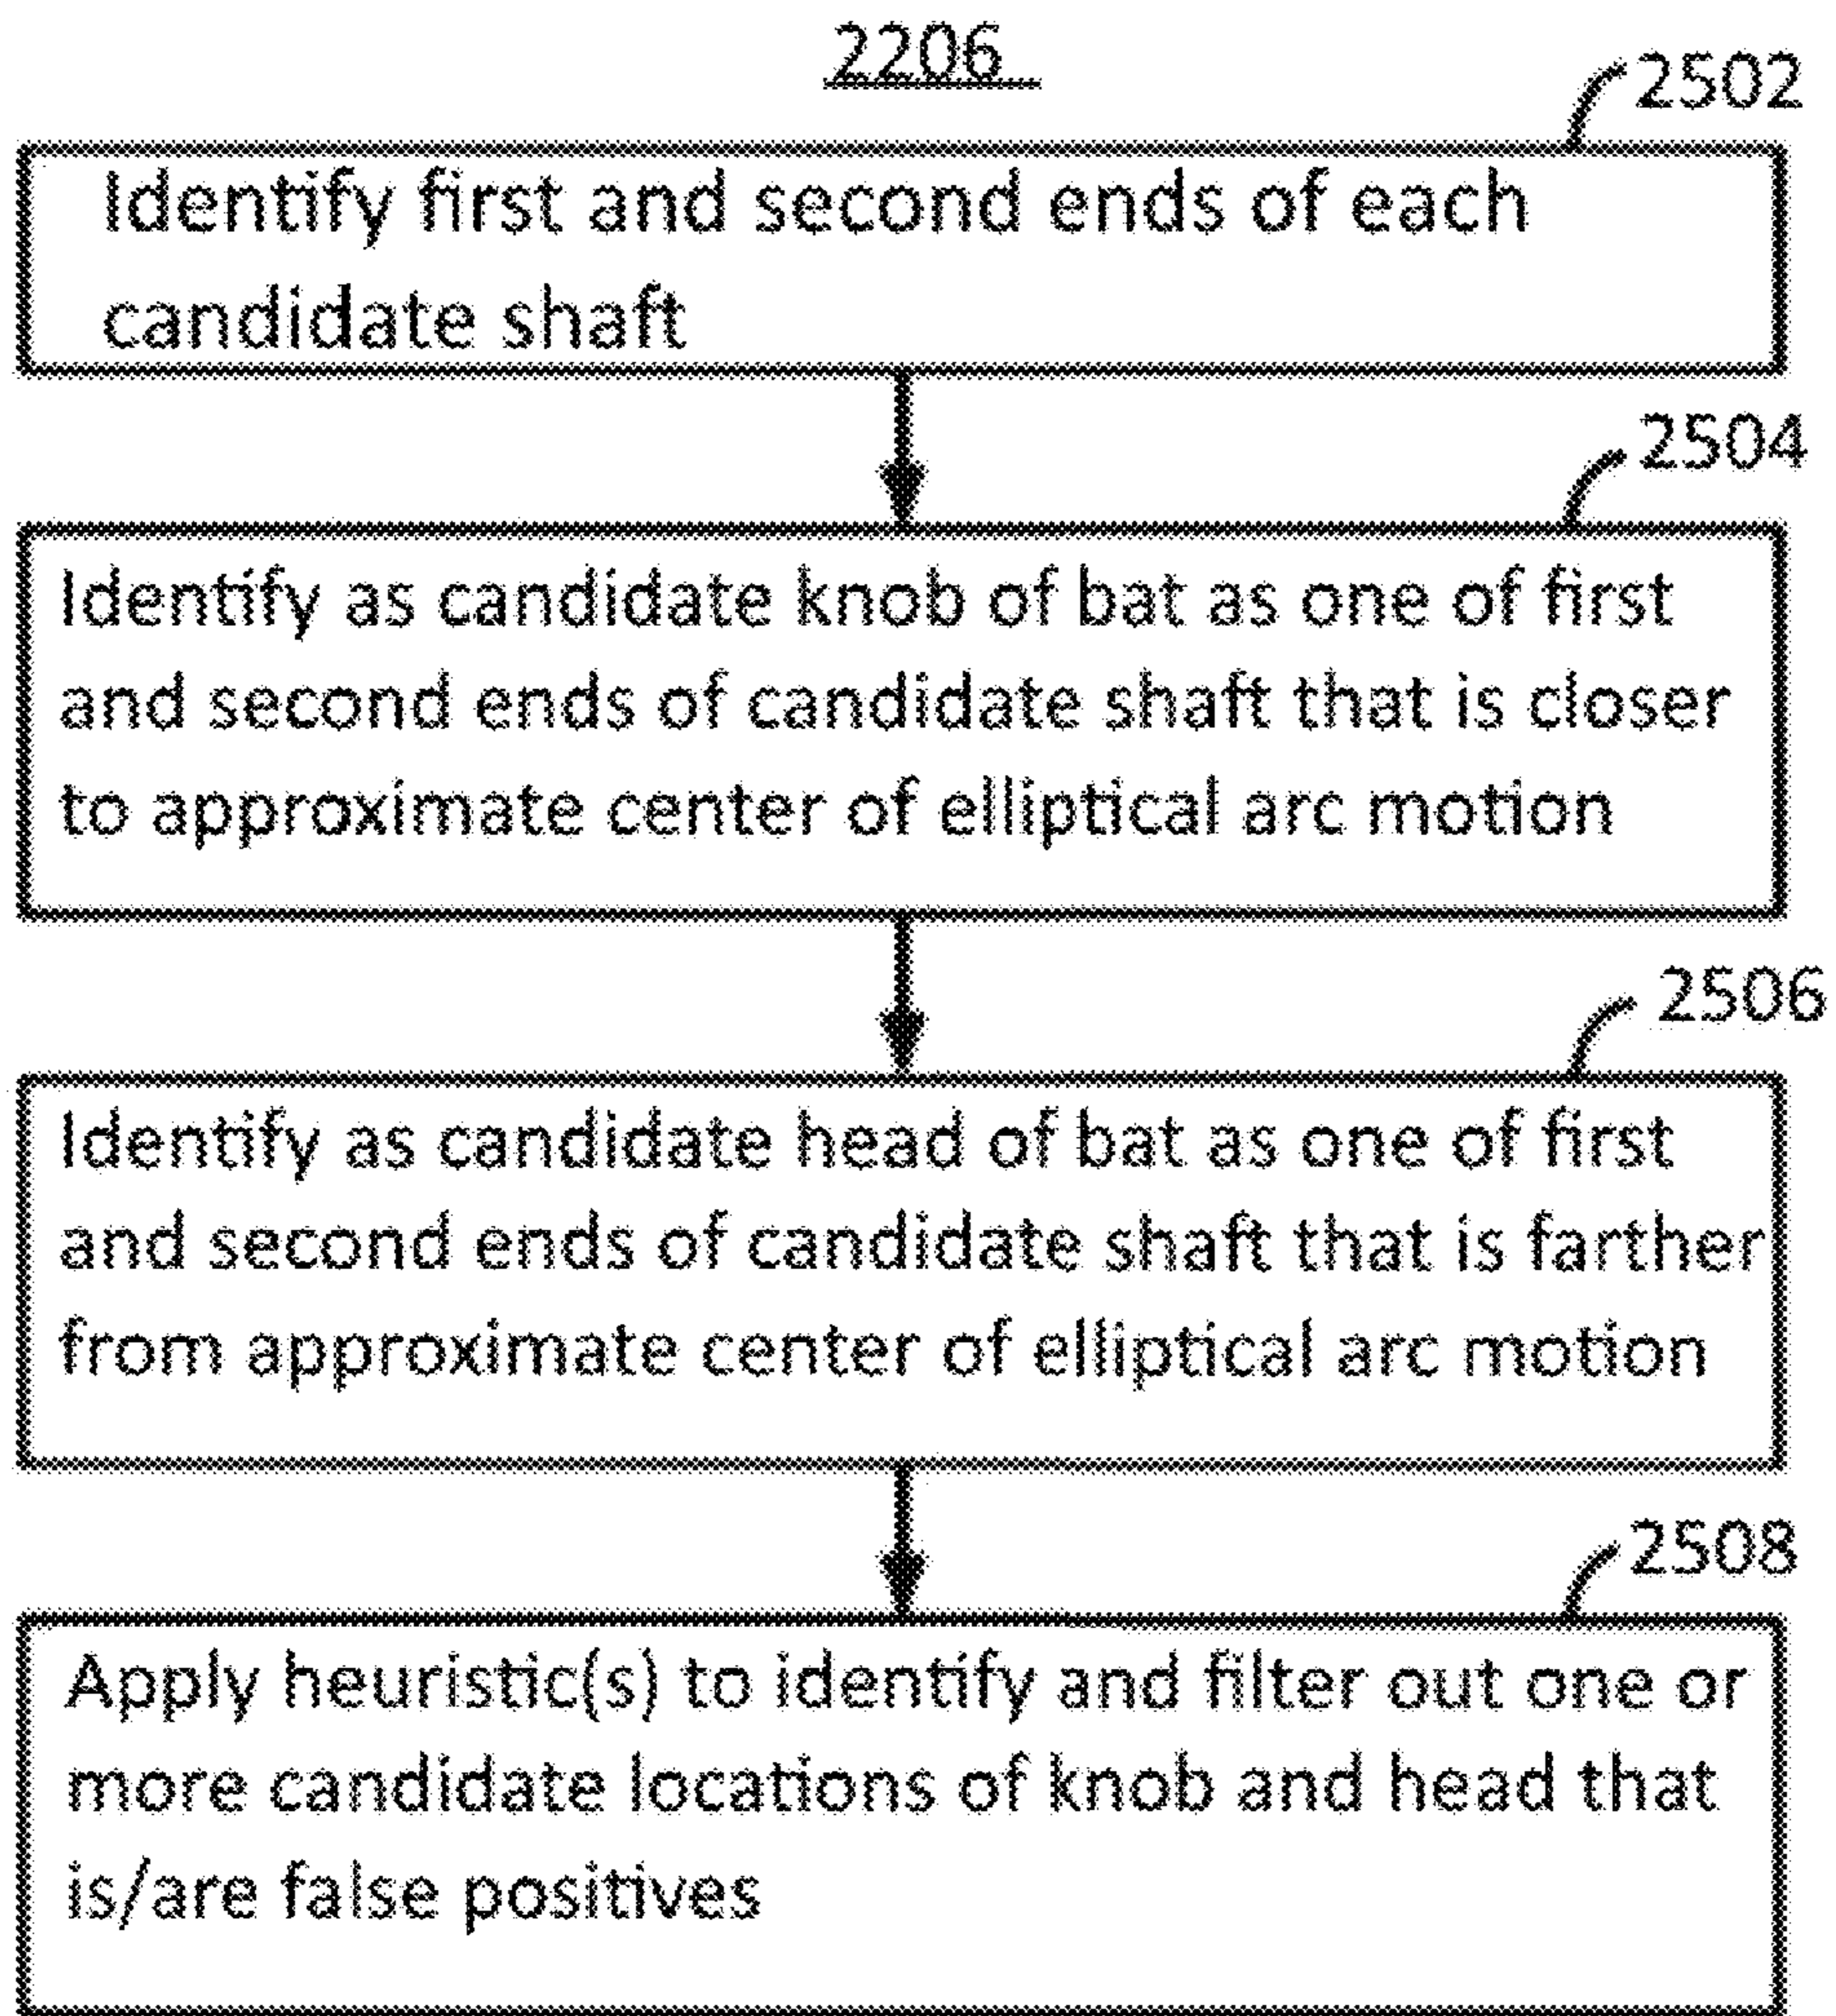 2206
2502
Identify first and second ends of each
candidate shaft
2504
Identify as candidate knob of bat as one of first
and second ends of candidate shaft that is closer
to approximate center of elliptical arc motion
2506
Identify as candidate head of bat as one of first
and second ends of candidate shaft that is farther
from approximate center of elliptical arc motion
2508
Apply heuristic(s) to identify and filter out one or
more candidate locations of knob and head that
is/are false positives